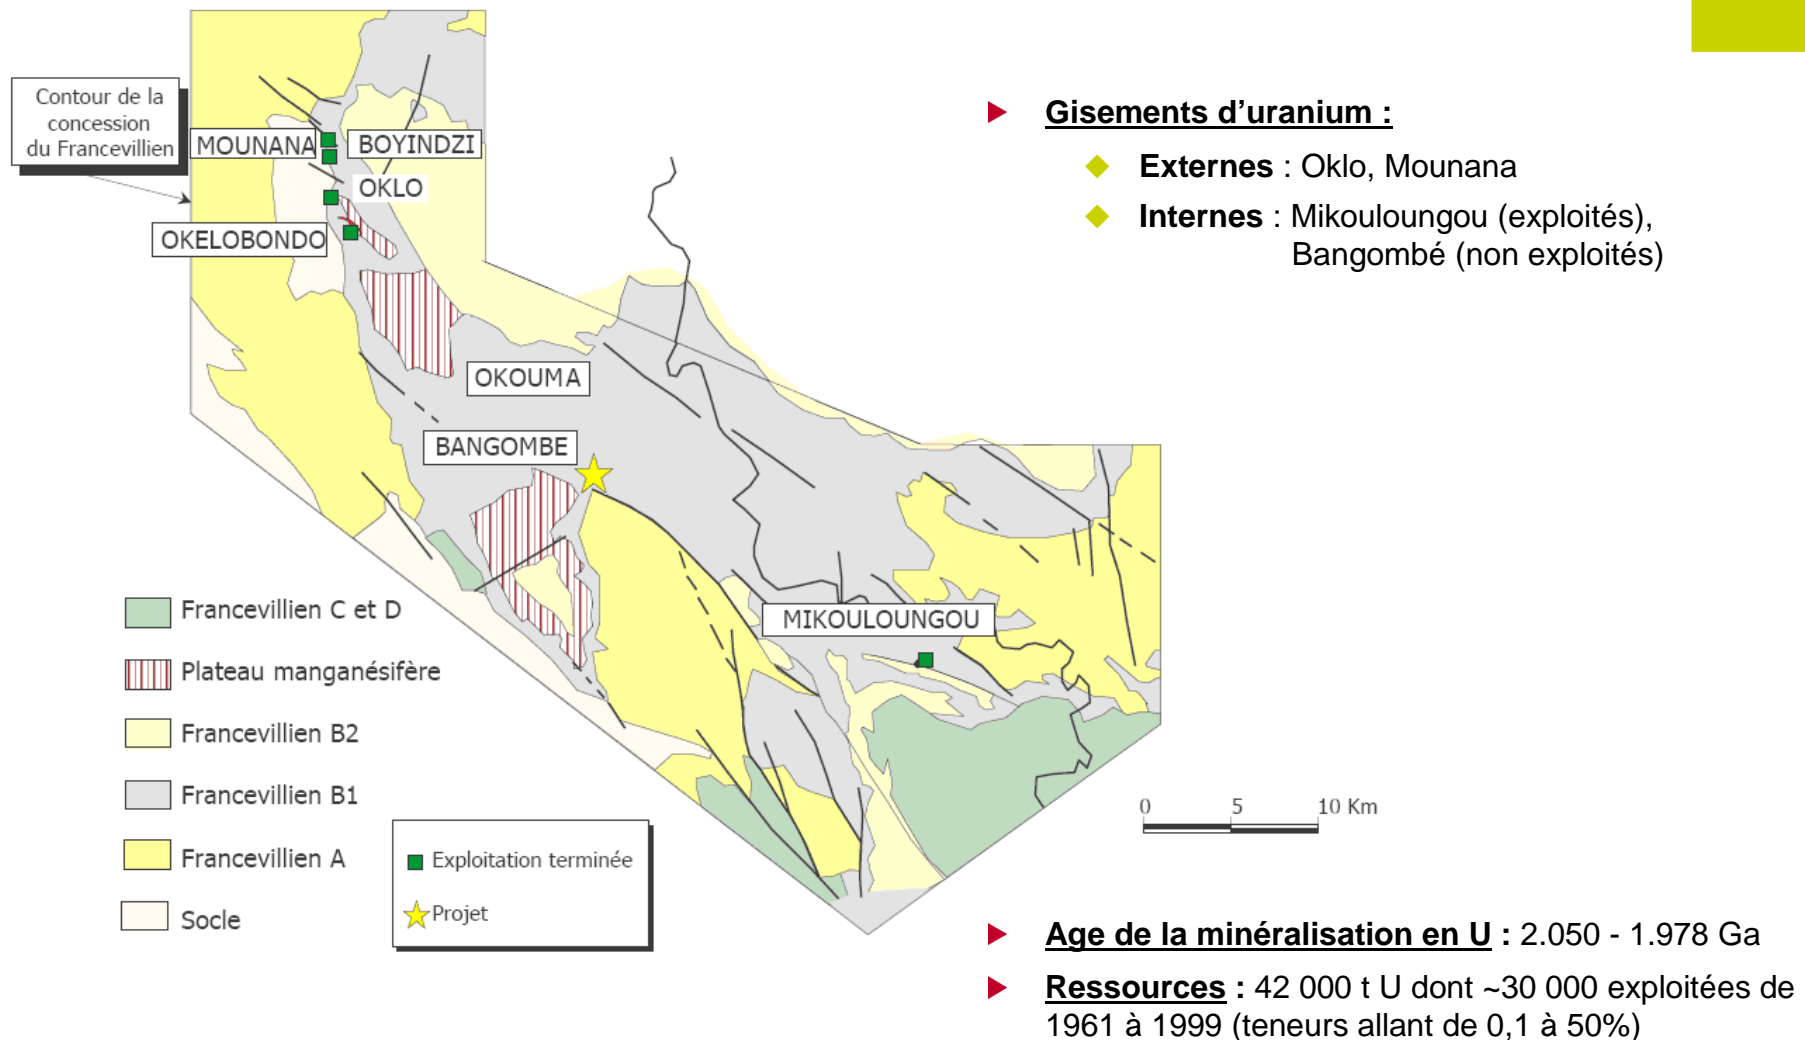 Contour de la
concession
du Francevillien
MOUNANA
BOYINDZI
OKLO
OKELOBONDO
OKOUMA
BANGOMBE
MIKOULOUNGOU
Francevillien C et D
Plateau manganésifère
Francevillien B2
Francevillien B1
Francevillien A
Socle
Exploitation terminée
Projet
0 5 10 Km
Gisements d’uranium :
Externes : Oklo, Mounana
Internes : Mikouloungou (exploités),
Bangombé (non exploités)
Age de la minéralisation en U : 2.050 - 1.978 Ga
Ressources : 42 000 t U dont ~30 000 exploitées de
1961 à 1999 (teneurs allant de 0,1 à 50%)